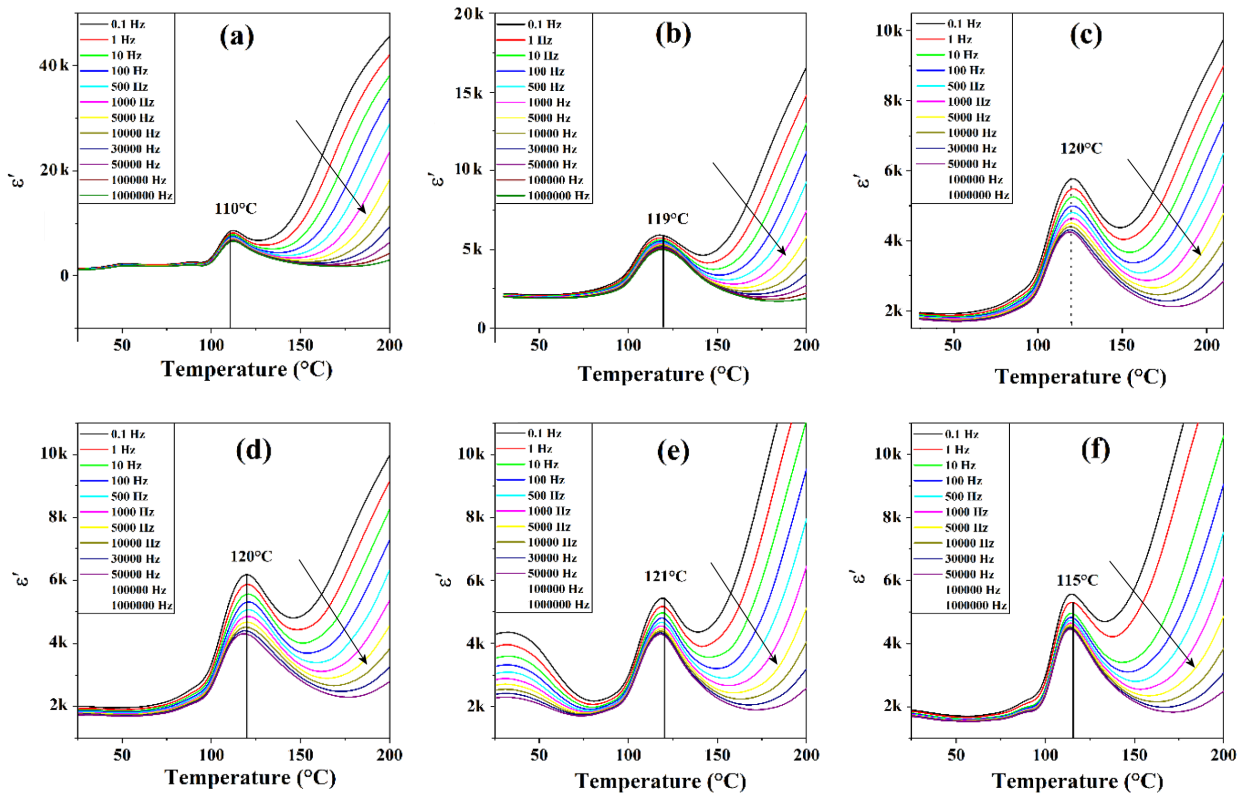 (a)
0.1 Hz
1 Hz
10 Hz
100 Hz
500 Hz
1000 Hz
5000 Hz
10000 Hz
30000 Hz
50000 Hz
100000 Hz
1000000 Hz
110°C
40k
20k
0
ε′
50 100 150 200
Temperature (°C)
(b)
0.1 Hz
1 Hz
10 Hz
100 Hz
500 Hz
1000 Hz
5000 Hz
10000 Hz
30000 Hz
50000 Hz
100000 Hz
1000000 Hz
119°C
20k
15k
10k
5k
0
ε′
50 100 150 200
Temperature (°C)
(c)
0.1 Hz
1 Hz
10 Hz
100 Hz
500 Hz
1000 Hz
5000 Hz
10000 Hz
30000 Hz
50000 Hz
100000 Hz
1000000 Hz
120°C
10k
8k
6k
4k
2k
ε′
50 100 150 200
Temperature (°C)
(d)
0.1 Hz
1 Hz
10 Hz
100 Hz
500 Hz
1000 Hz
5000 Hz
10000 Hz
30000 Hz
50000 Hz
100000 Hz
1000000 Hz
120°C
10k
8k
6k
4k
2k
ε′
50 100 150 200
Temperature (°C)
(e)
0.1 Hz
1 Hz
10 Hz
100 Hz
500 Hz
1000 Hz
5000 Hz
10000 Hz
30000 Hz
50000 Hz
100000 Hz
1000000 Hz
121°C
10k
8k
6k
4k
2k
ε′
50 100 150 200
Temperature (°C)
(f)
0.1 Hz
1 Hz
10 Hz
100 Hz
500 Hz
1000 Hz
5000 Hz
10000 Hz
30000 Hz
50000 Hz
100000 Hz
1000000 Hz
115°C
10k
8k
6k
4k
2k
ε′
50 100 150 200
Temperature (°C)